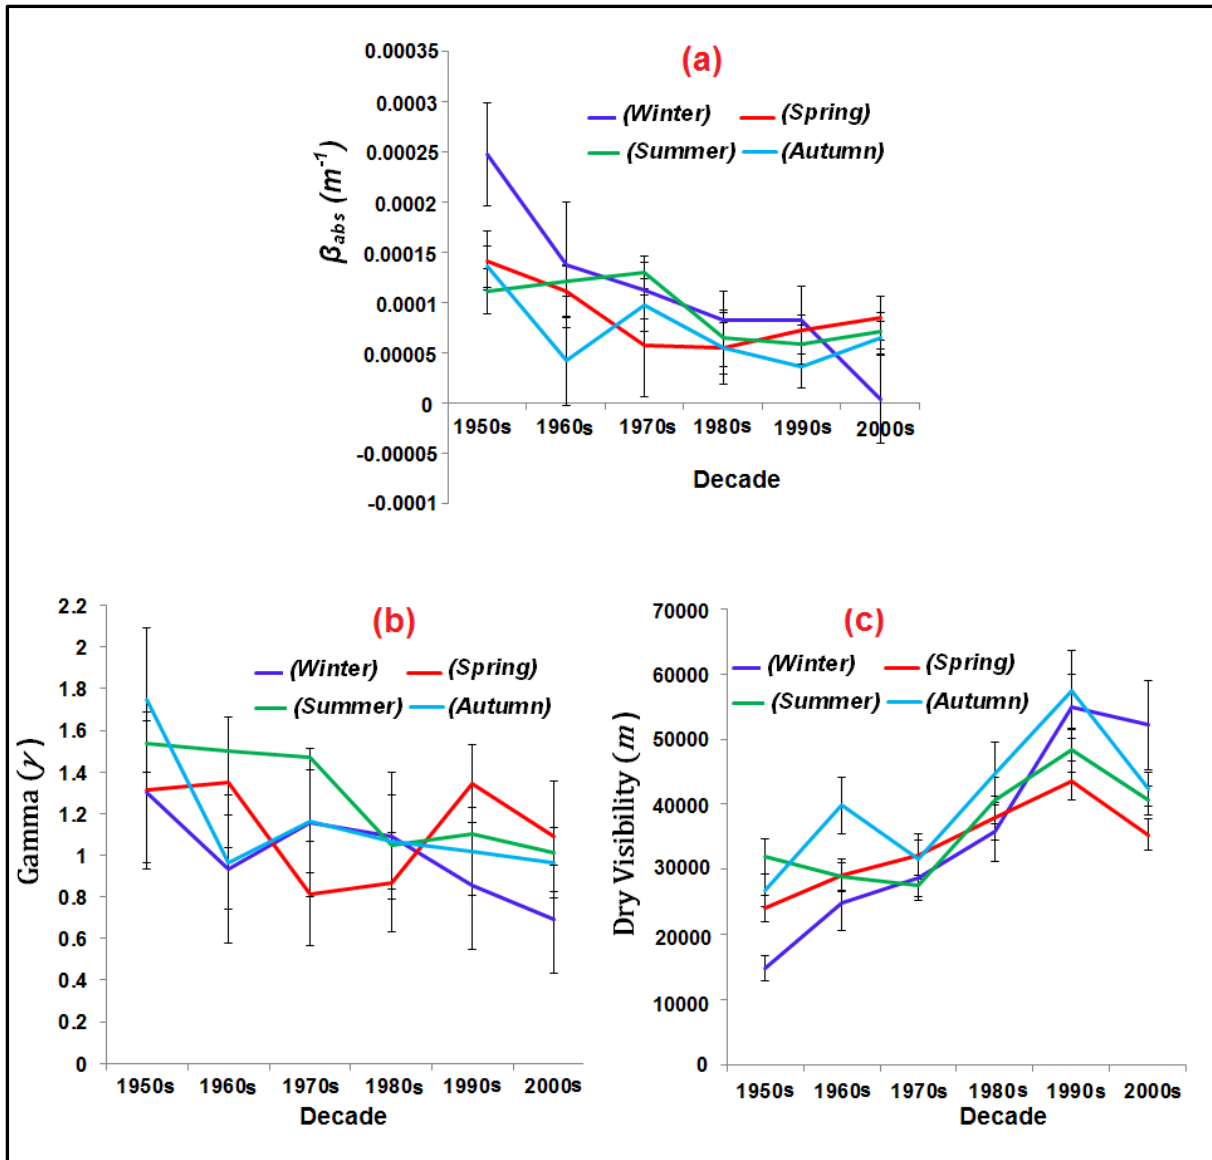 (a)
0.00035
0.0003
0.00025
0.0002
0.00015
0.0001
0.00005
0
-0.00005
-0.0001
β_abs (m⁻¹)
(Winter) (Spring)
(Summer) (Autumn)
1950s 1960s 1970s 1980s 1990s 2000s
Decade
(b)
2.2
2
1.8
1.6
1.4
1.2
1
0.8
0.6
0.4
0.2
0
Gamma (γ)
(Winter) (Spring)
(Summer) (Autumn)
1950s 1960s 1970s 1980s 1990s 2000s
Decade
(c)
70000
60000
50000
40000
30000
20000
10000
0
Dry Visibility (m)
(Winter) (Spring)
(Summer) (Autumn)
1950s 1960s 1970s 1980s 1990s 2000s
Decade